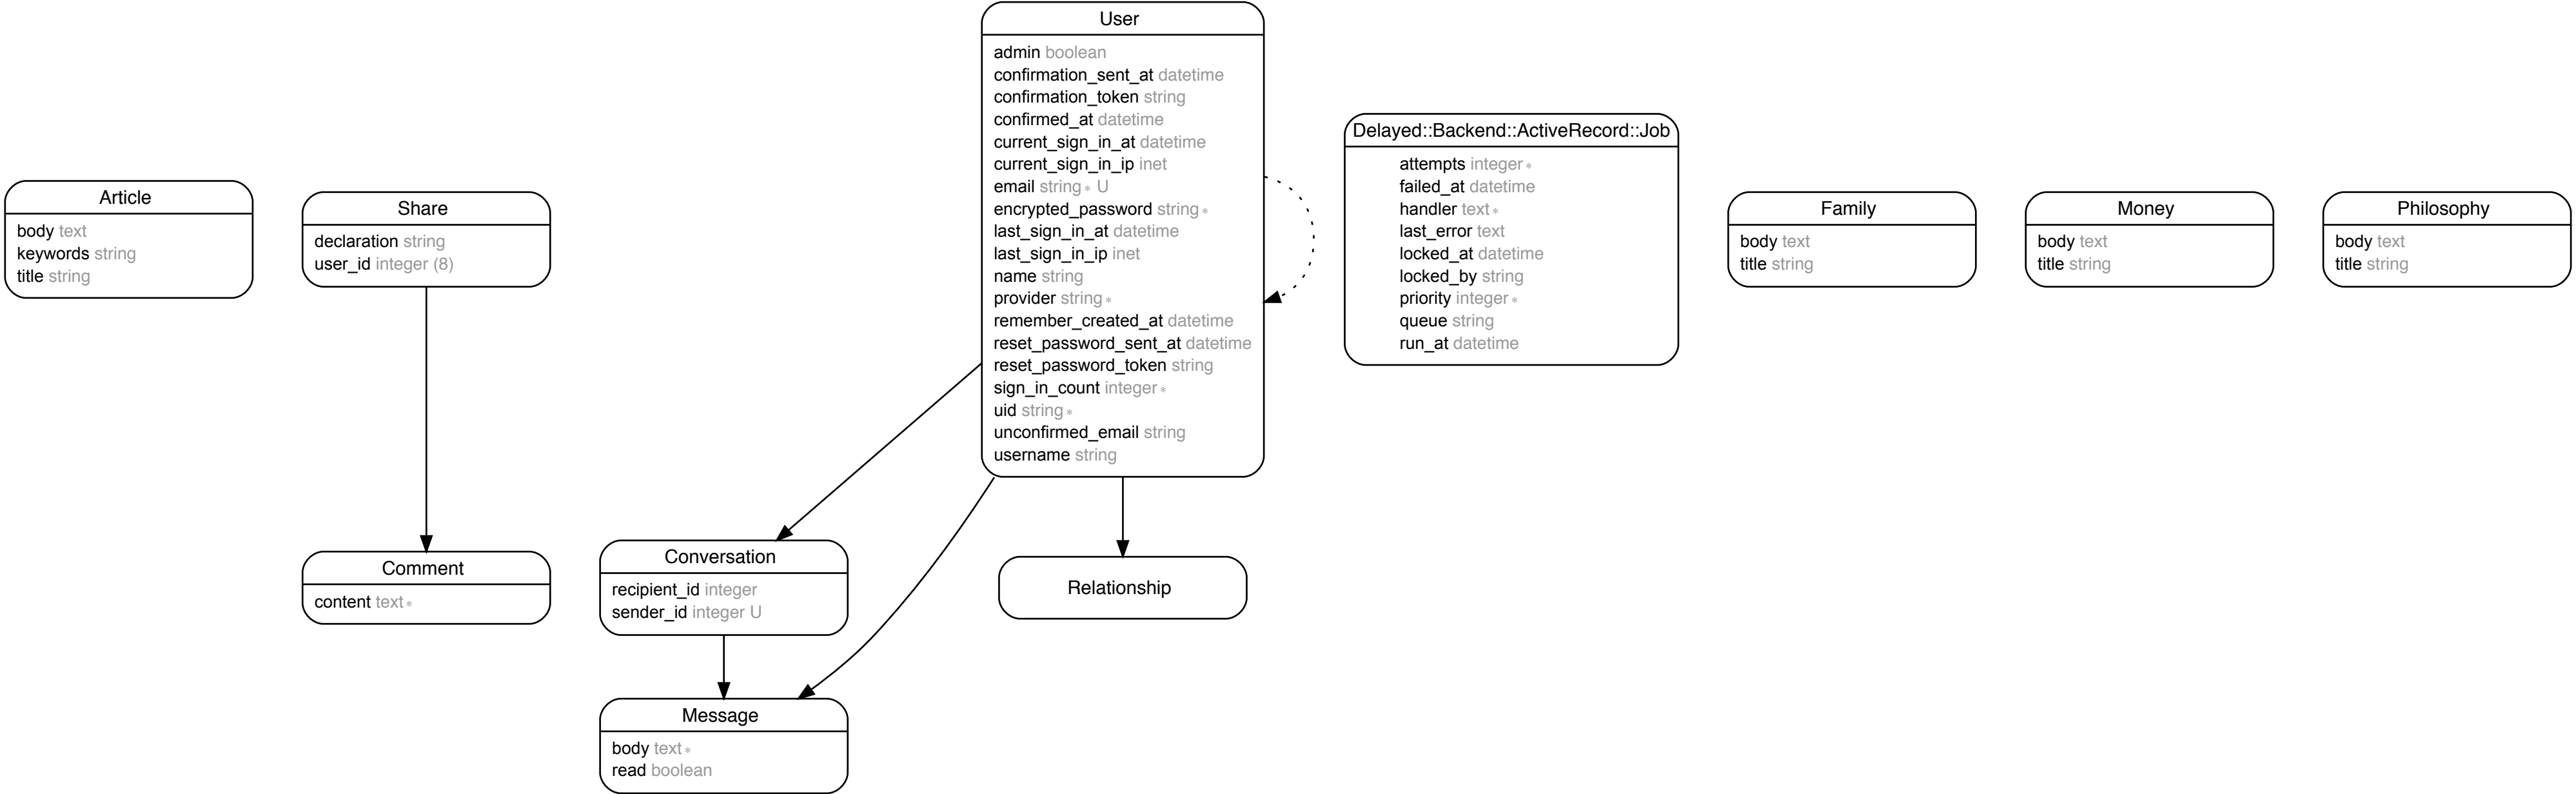 User
admin boolean
confirmation_sent_at datetime
confirmation_token string
confirmed_at datetime
current_sign_in_at datetime
current_sign_in_ip inet
email string∗ U
encrypted_password string∗
last_sign_in_at datetime
last_sign_in_ip inet
name string
provider string∗
remember_created_at datetime
reset_password_sent_at datetime
reset_password_token string
sign_in_count integer∗
uid string∗
unconfirmed_email string
username string
Delayed::Backend::ActiveRecord::Job
attempts integer∗
failed_at datetime
handler text∗
last_error text
locked_at datetime
locked_by string
priority integer∗
queue string
run_at datetime
Article
body text
keywords string
title string
Share
declaration string
user_id integer (8)
Family
body text
title string
Money
body text
title string
Philosophy
body text
title string
Comment
content text∗
Conversation
recipient_id integer
sender_id integer U
Relationship
Message
body text∗
read boolean